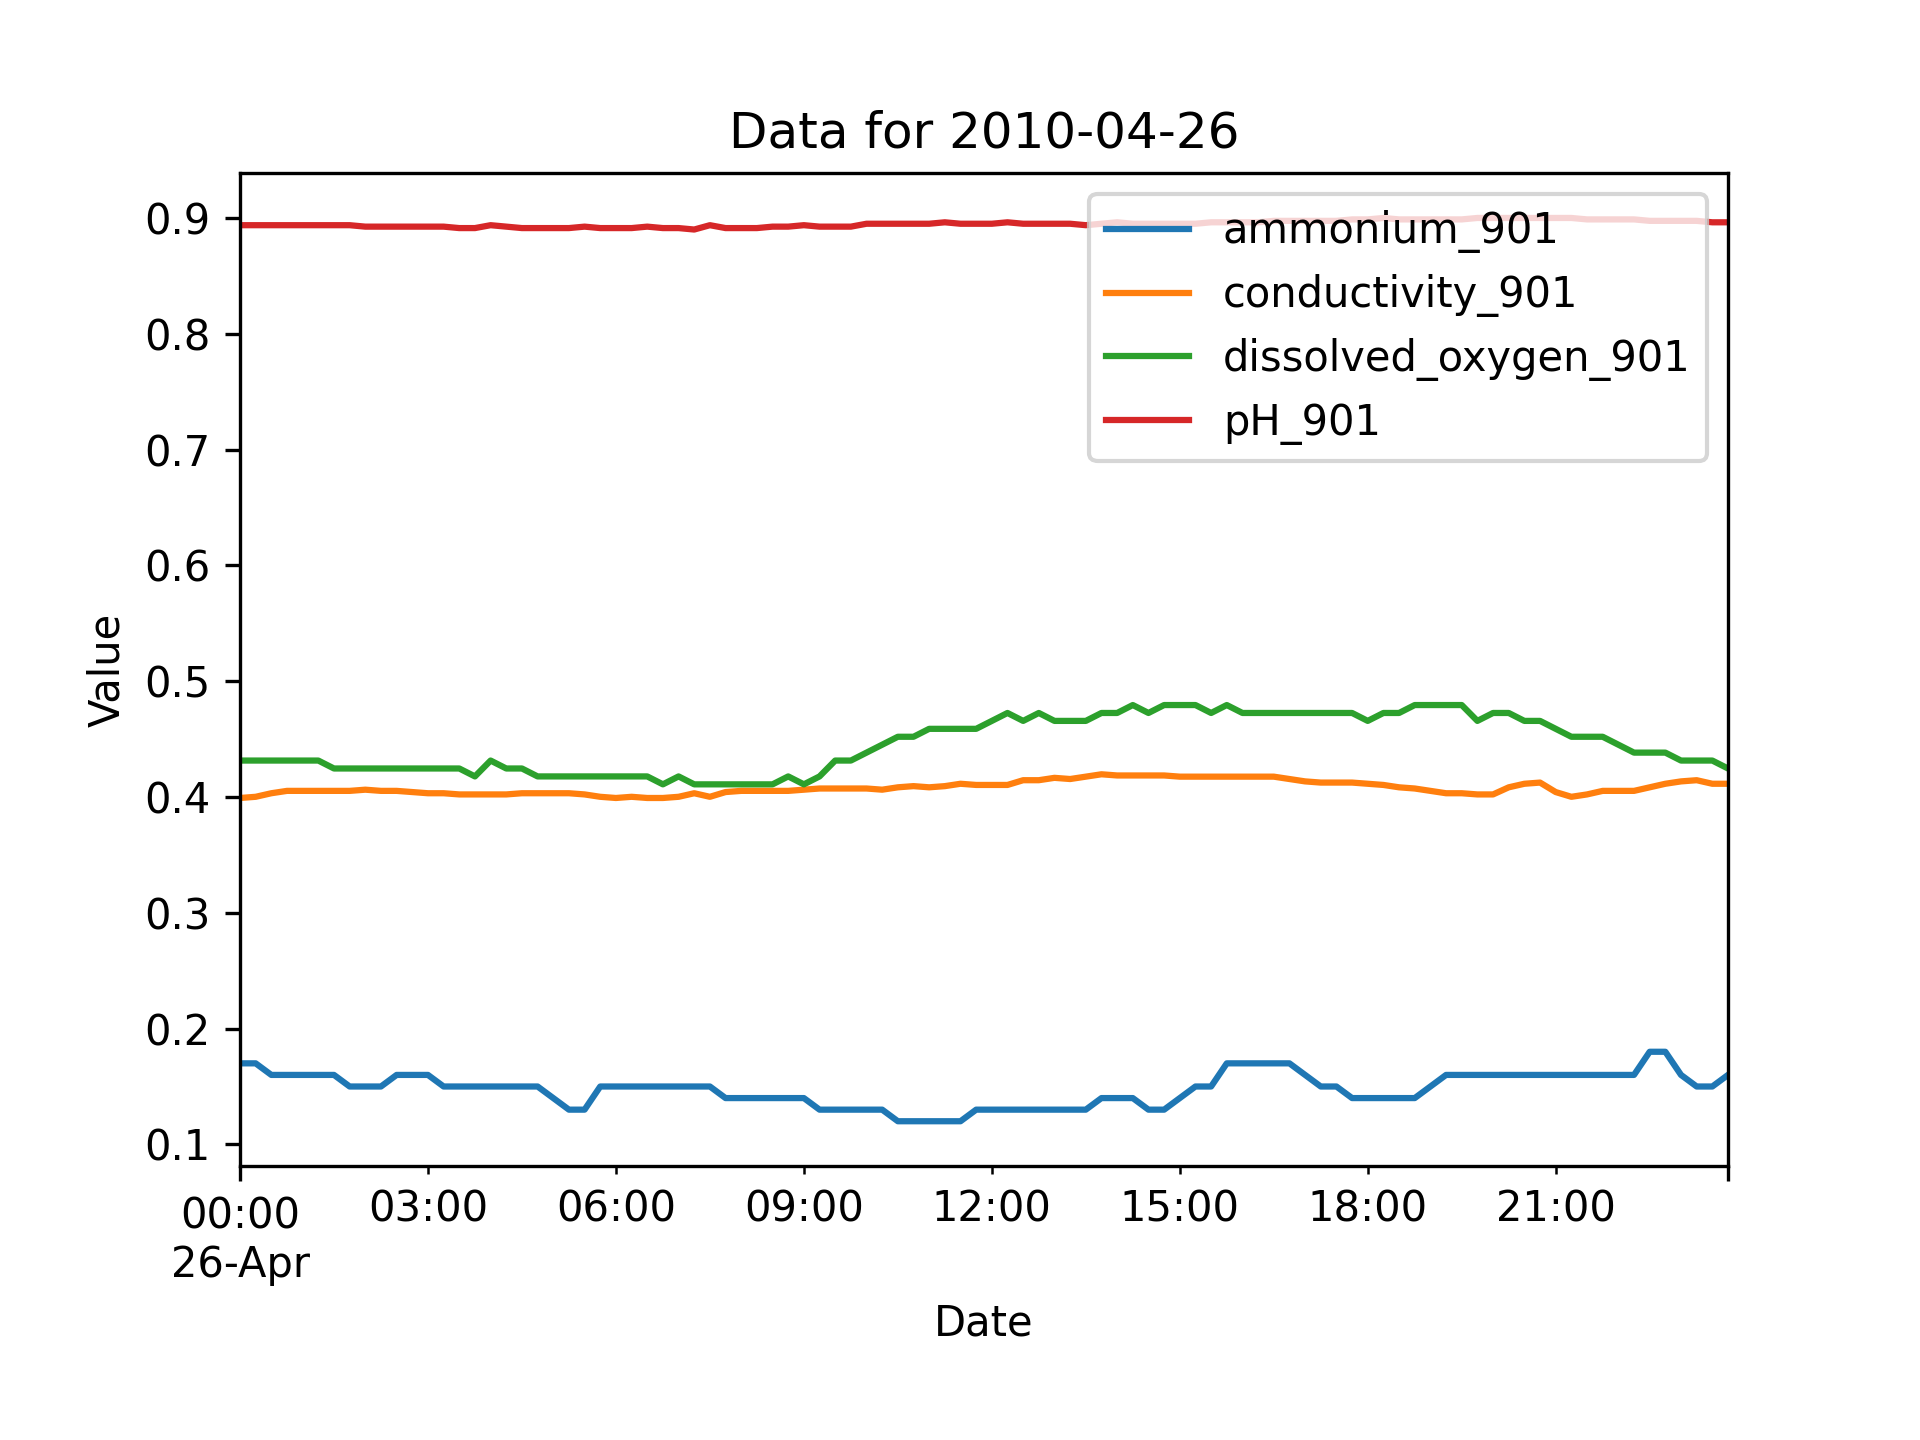 Data for 2010-04-26
ammonium_901
conductivity_901
dissolved_oxygen_901
pH_901
0.9
0.8
0.7
0.6
0.5
0.4
0.3
0.2
0.1
Value
00:00 03:00 06:00 09:00 12:00 15:00 18:00 21:00
26-Apr
Date